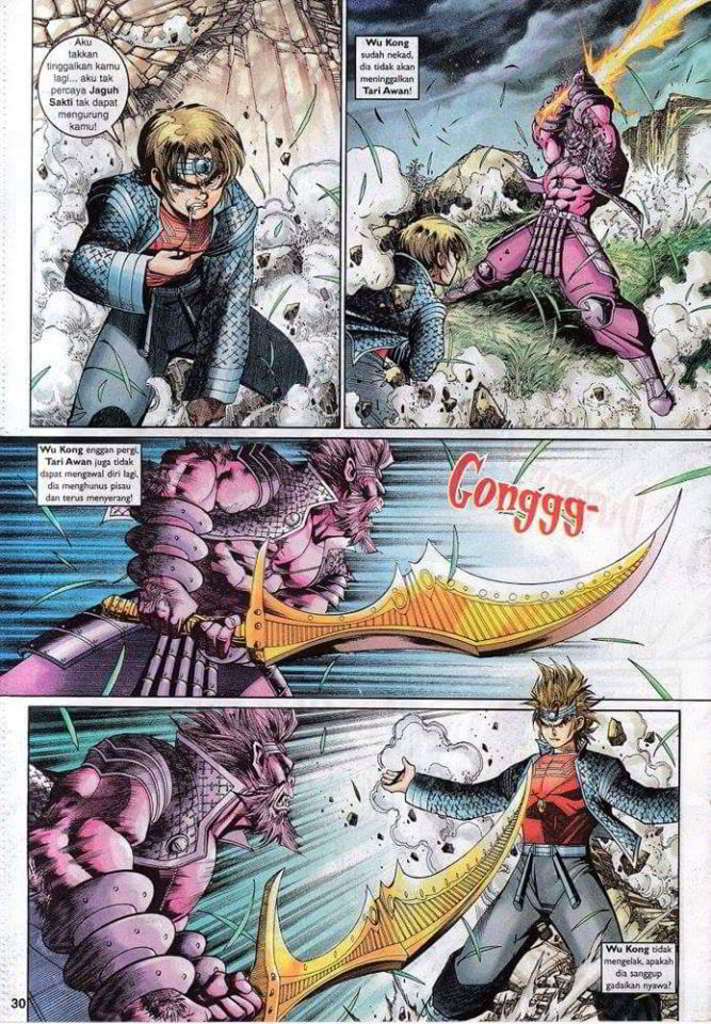 Aku
takkan
tinggalkan kamu
lagi... aku tak
percaya Jaguh
Sakti tak dapat
mengurung
kamu!
Wu Kong
sudah nekad,
dia tidak akan
meninggalkan
Tari Awan!
Wu Kong enggan pergi,
Tari Awan juga tidak
dapat mengawal diri lagi,
dia menghunus pisau
dan terus menyerang!
Gonggg-
Wu Kong tidak
mengelak, apakah
dia sanggup
gadaikan nyawa?
30